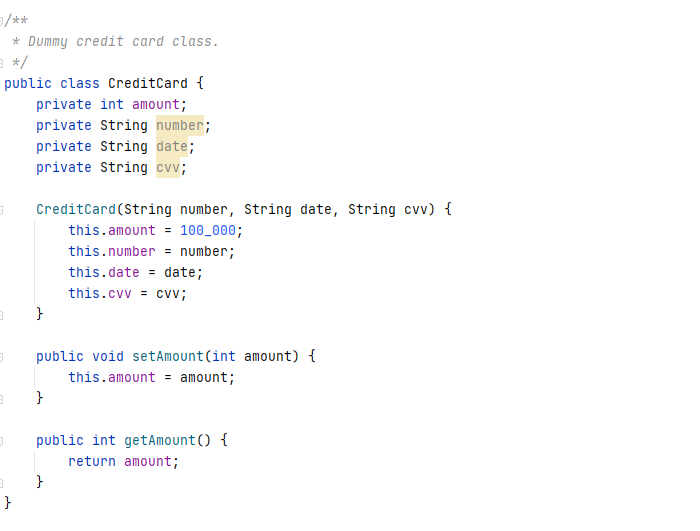 /**
 * Dummy credit card class.
 */
public class CreditCard {
    private int amount;
    private String number;
    private String date;
    private String cvv;

    CreditCard(String number, String date, String cvv) {
        this.amount = 100_000;
        this.number = number;
        this.date = date;
        this.cvv = cvv;
    }

    public void setAmount(int amount) {
        this.amount = amount;
    }

    public int getAmount() {
        return amount;
    }
}